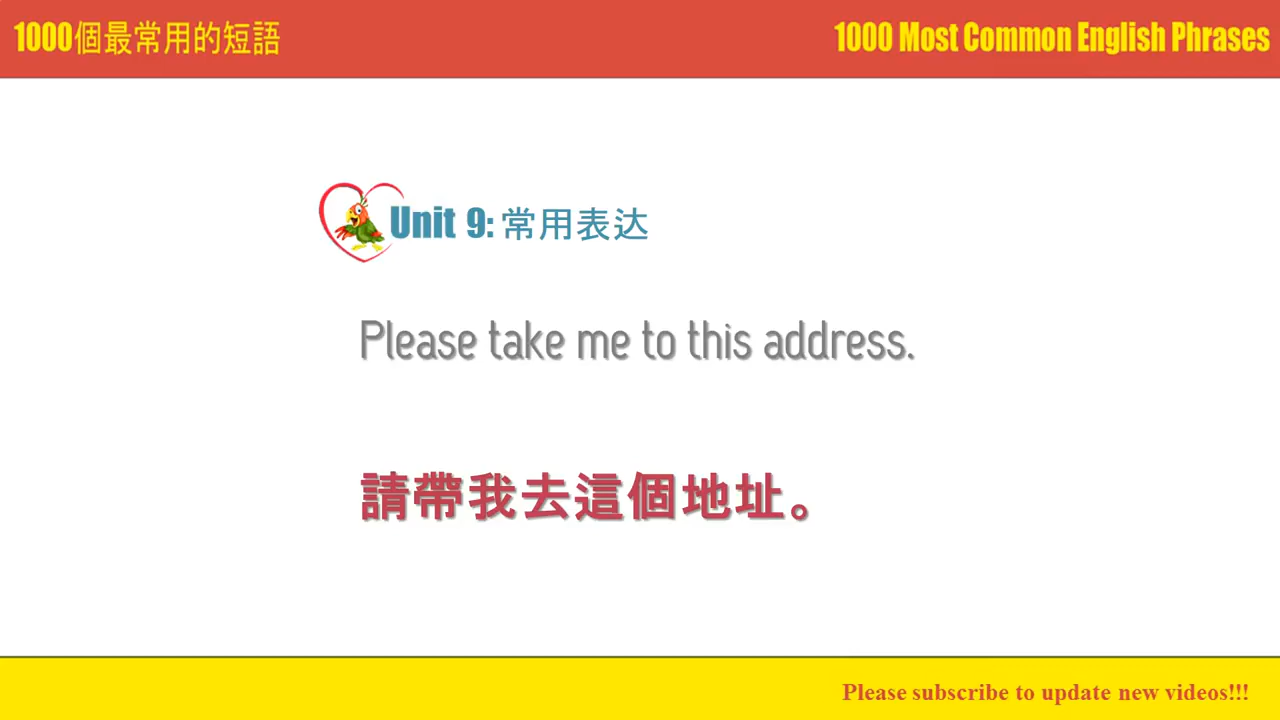 1000個最常用的短語
1000 Most Common English Phrases
Unit 9: 常用表达
Please take me to this address.
請帶我去這個地址。
Please subscribe to update new videos!!!